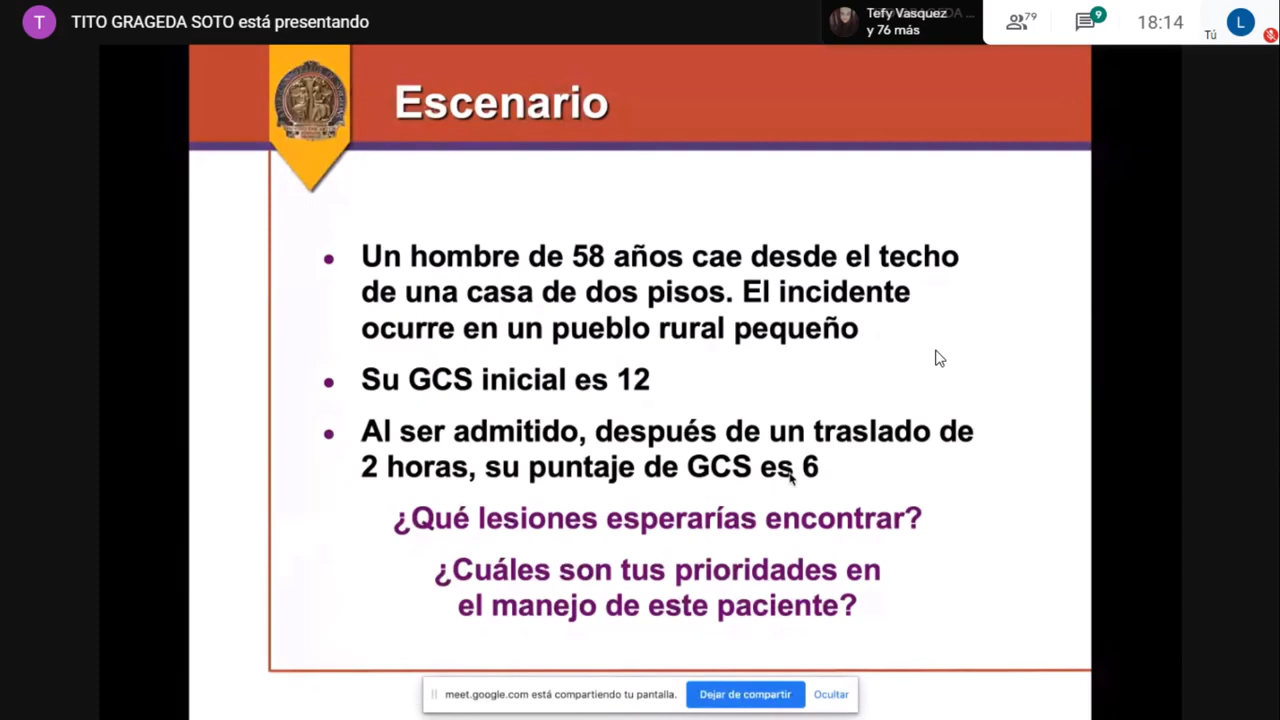 T
TITO GRAGEDA SOTO está presentando
Tefy Vasquez
y 76 más
79
9
18:14
Tú
L
Escenario
Un hombre de 58 años cae desde el techo
de una casa de dos pisos. El incidente
ocurre en un pueblo rural pequeño
Su GCS inicial es 12
Al ser admitido, después de un traslado de
2 horas, su puntaje de GCS es 6
¿Qué lesiones esperarías encontrar?
¿Cuáles son tus prioridades en
el manejo de este paciente?
meet.google.com está compartiendo tu pantalla.
Dejar de compartir
Ocultar